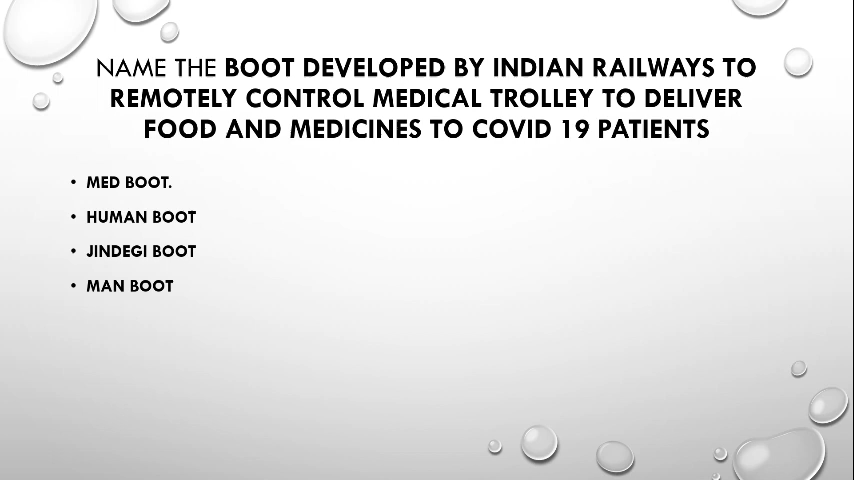 NAME THE BOOT DEVELOPED BY INDIAN RAILWAYS TO
REMOTELY CONTROL MEDICAL TROLLEY TO DELIVER
FOOD AND MEDICINES TO COVID 19 PATIENTS
• MED BOOT.
• HUMAN BOOT
• JINDEGI BOOT
• MAN BOOT